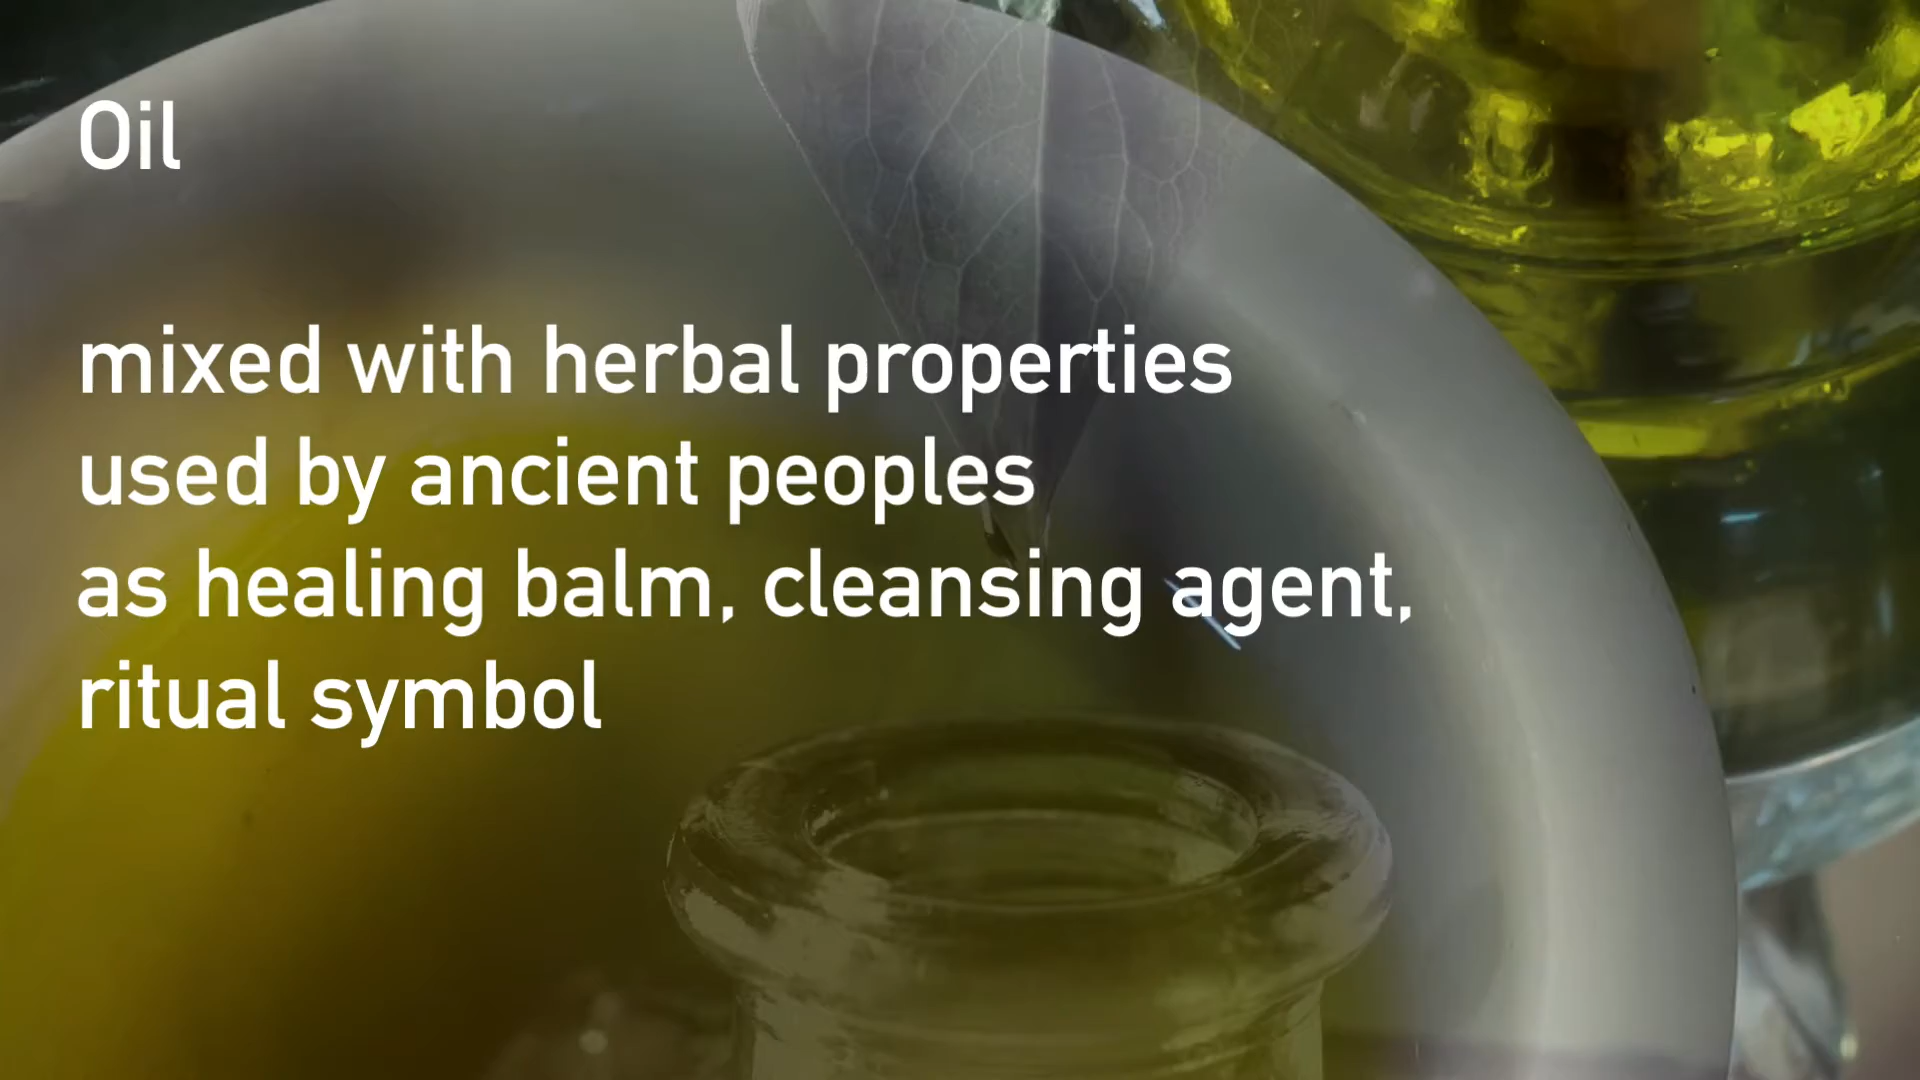 Oil
mixed with herbal properties
used by ancient peoples
as healing balm, cleansing agent,
ritual symbol